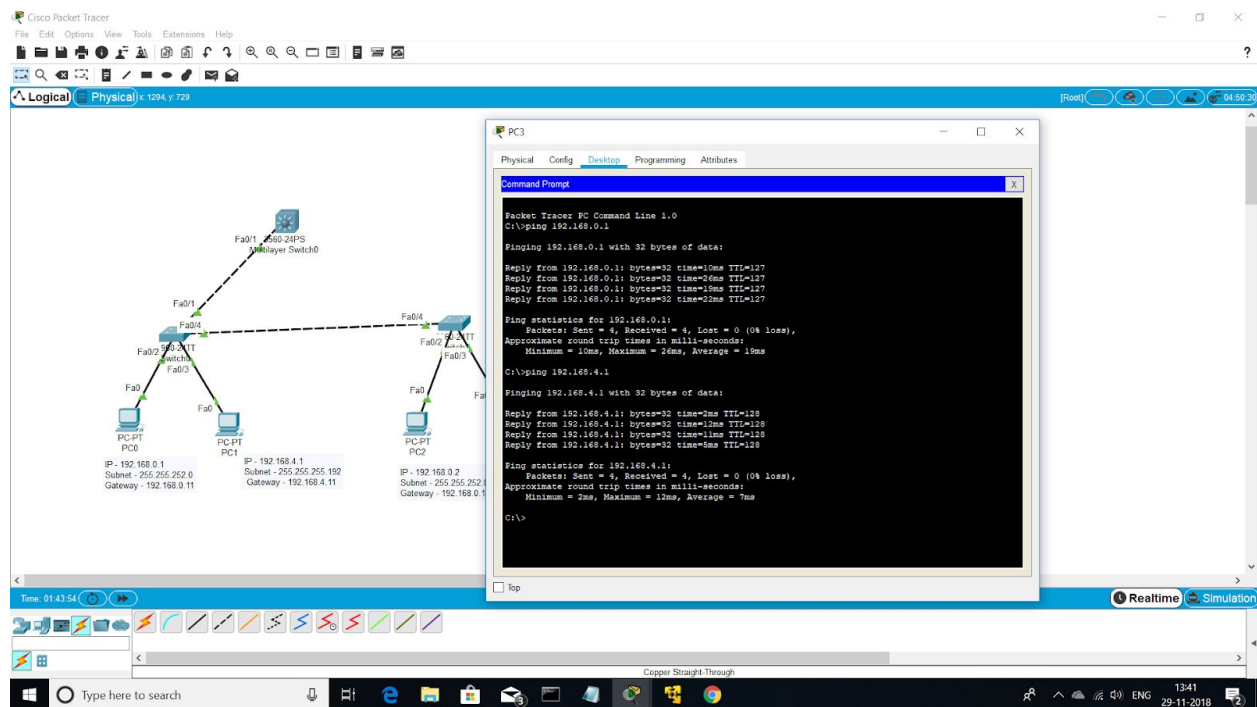 Cisco Packet Tracer
File Edit Options View Tools Extensions Help
?
Logical Physical x: 1294, y: 729
[Root] 04:50:30
PC3
Physical Config Desktop Programming Attributes
Command Prompt X
Packet Tracer PC Command Line 1.0
C:\>ping 192.168.0.1
Pinging 192.168.0.1 with 32 bytes of data:
Reply from 192.168.0.1: bytes=32 time=10ms TTL=127
Reply from 192.168.0.1: bytes=32 time=26ms TTL=127
Reply from 192.168.0.1: bytes=32 time=19ms TTL=127
Reply from 192.168.0.1: bytes=32 time=22ms TTL=127
Ping statistics for 192.168.0.1:
Packets: Sent = 4, Received = 4, Lost = 0 (0% loss),
Approximate round trip times in milli-seconds:
Minimum = 10ms, Maximum = 26ms, Average = 19ms
C:\>ping 192.168.4.1
Pinging 192.168.4.1 with 32 bytes of data:
Reply from 192.168.4.1: bytes=32 time=2ms TTL=128
Reply from 192.168.4.1: bytes=32 time=12ms TTL=128
Reply from 192.168.4.1: bytes=32 time=11ms TTL=128
Reply from 192.168.4.1: bytes=32 time=5ms TTL=128
Ping statistics for 192.168.4.1:
Packets: Sent = 4, Received = 4, Lost = 0 (0% loss),
Approximate round trip times in milli-seconds:
Minimum = 2ms, Maximum = 12ms, Average = 7ms
C:\>
Top
Fa0/1 3560-24PS
Multilayer Switch0
Fa0/1
Fa0/4
Fa0/2
Switch0
Fa0/3
Fa0
Fa0
PC-PT
PC0
PC-PT
PC1
IP - 192.168.0.1
Subnet - 255.255.252.0
Gateway - 192.168.0.11
IP - 192.168.4.1
Subnet - 255.255.255.192
Gateway - 192.168.4.11
Fa0/4
Fa0/2
Fa0/3
Fa0
PC-PT
PC2
IP - 192.168.0.2
Subnet - 255.255.252.
Gateway - 192.168.0.1
Time: 01:43:54
Realtime Simulation
Copper Straight-Through
Type here to search
3
ENG
13:41
29-11-2018
2